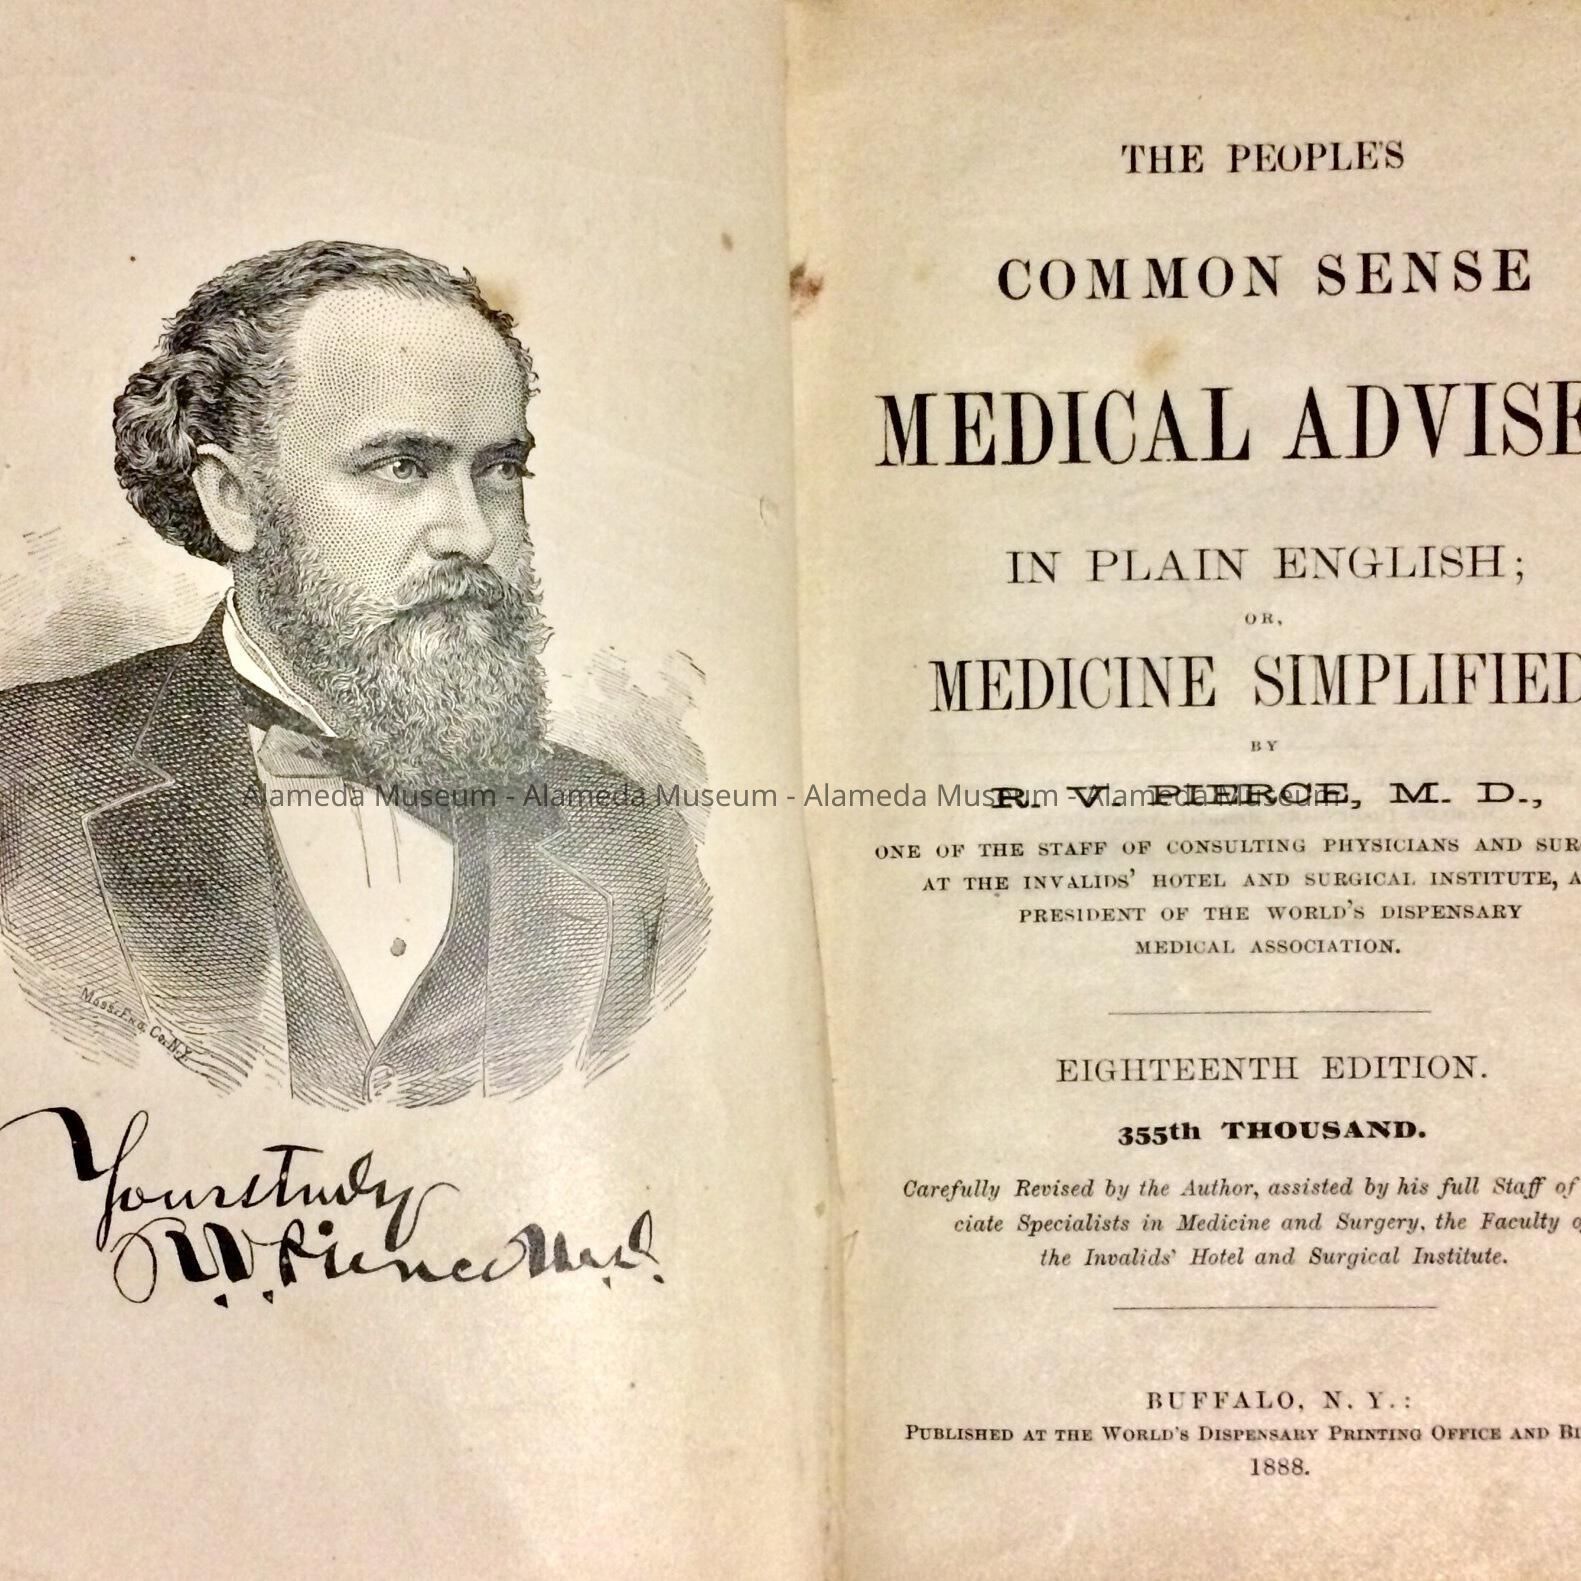 Moss. Eng. Co. N.Y.
Yours truly
R.V. Pierce M.D.
THE PEOPLE'S
COMMON SENSE
MEDICAL ADVISE
IN PLAIN ENGLISH;
OR,
MEDICINE SIMPLIFIED
BY
R. V. PIERCE, M. D.,
Alameda Museum - Alameda Museum - Alameda Museum - Alameda Museum
ONE OF THE STAFF OF CONSULTING PHYSICIANS AND SUR
AT THE INVALIDS' HOTEL AND SURGICAL INSTITUTE, A
PRESIDENT OF THE WORLD'S DISPENSARY
MEDICAL ASSOCIATION.
EIGHTEENTH EDITION.
355th THOUSAND.
Carefully Revised by the Author, assisted by his full Staff of
ciate Specialists in Medicine and Surgery, the Faculty o
the Invalids' Hotel and Surgical Institute.
BUFFALO, N. Y.:
PUBLISHED AT THE WORLD'S DISPENSARY PRINTING OFFICE AND BI
1888.